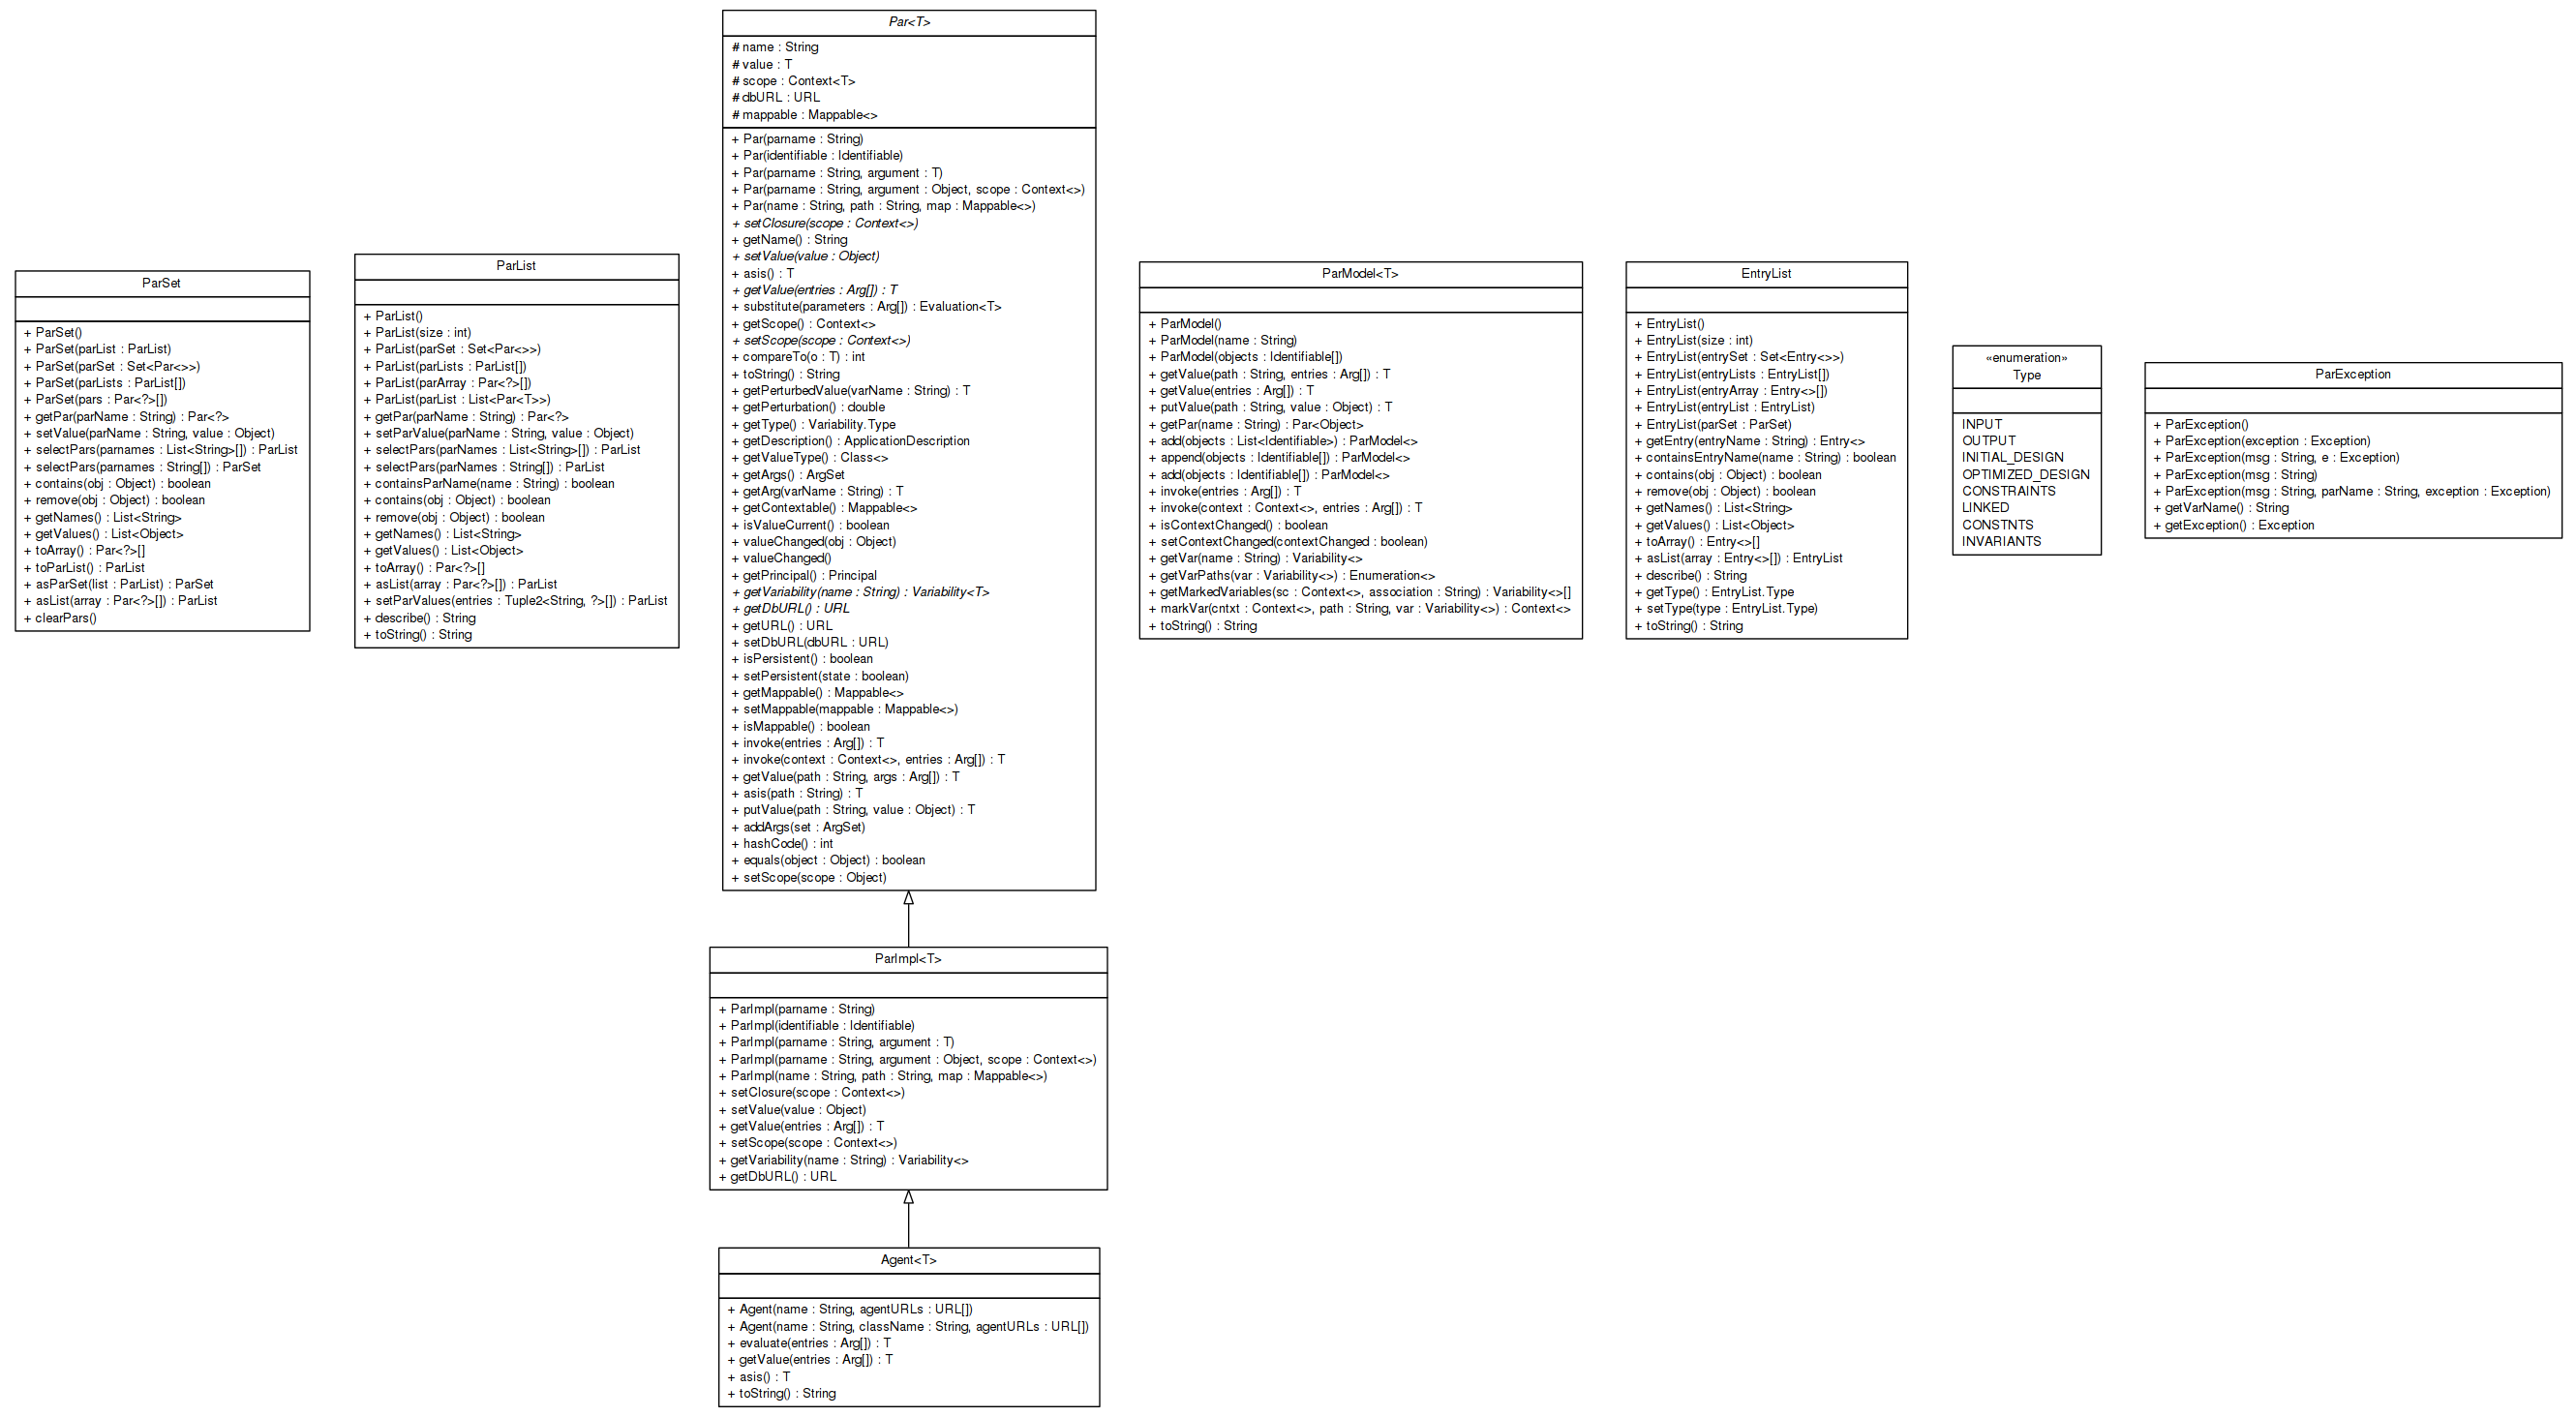 ParSet
+ ParSet()
+ ParSet(parList : ParList)
+ ParSet(parSet : Set<Par<>>)
+ ParSet(parLists : ParList[])
+ ParSet(pars : Par<?>[])
+ getPar(parName : String) : Par<?>
+ setValue(parName : String, value : Object)
+ selectPars(parnames : List<String>[]) : ParList
+ selectPars(parnames : String[]) : ParSet
+ contains(obj : Object) : boolean
+ remove(obj : Object) : boolean
+ getNames() : List<String>
+ getValues() : List<Object>
+ toArray() : Par<?>[]
+ toParList() : ParList
+ asParSet(list : ParList) : ParSet
+ asList(array : Par<?>[]) : ParList
+ clearPars()
ParList
+ ParList()
+ ParList(size : int)
+ ParList(parSet : Set<Par<>>)
+ ParList(parLists : ParList[])
+ ParList(parArray : Par<?>[])
+ ParList(parList : List<Par<T>>)
+ getPar(parName : String) : Par<?>
+ setParValue(parName : String, value : Object)
+ selectPars(parNames : List<String>[]) : ParList
+ selectPars(parNames : String[]) : ParList
+ containsParName(name : String) : boolean
+ contains(obj : Object) : boolean
+ remove(obj : Object) : boolean
+ getNames() : List<String>
+ getValues() : List<Object>
+ toArray() : Par<?>[]
+ asList(array : Par<?>[]) : ParList
+ setParValues(entries : Tuple2<String, ?>[]) : ParList
+ describe() : String
+ toString() : String
Par<T>
# name : String
# value : T
# scope : Context<T>
# dbURL : URL
# mappable : Mappable<>
+ Par(parname : String)
+ Par(identifiable : Identifiable)
+ Par(parname : String, argument : T)
+ Par(parname : String, argument : Object, scope : Context<>)
+ Par(name : String, path : String, map : Mappable<>)
+ setClosure(scope : Context<>)
+ getName() : String
+ setValue(value : Object)
+ asis() : T
+ getValue(entries : Arg[]) : T
+ substitute(parameters : Arg[]) : Evaluation<T>
+ getScope() : Context<>
+ setScope(scope : Context<>)
+ compareTo(o : T) : int
+ toString() : String
+ getPerturbedValue(varName : String) : T
+ getPerturbation() : double
+ getType() : Variability.Type
+ getDescription() : ApplicationDescription
+ getValueType() : Class<>
+ getArgs() : ArgSet
+ getArg(varName : String) : T
+ getContextable() : Mappable<>
+ isValueCurrent() : boolean
+ valueChanged(obj : Object)
+ valueChanged()
+ getPrincipal() : Principal
+ getVariability(name : String) : Variability<T>
+ getDbURL() : URL
+ getURL() : URL
+ setDbURL(dbURL : URL)
+ isPersistent() : boolean
+ setPersistent(state : boolean)
+ getMappable() : Mappable<>
+ setMappable(mappable : Mappable<>)
+ isMappable() : boolean
+ invoke(entries : Arg[]) : T
+ invoke(context : Context<>, entries : Arg[]) : T
+ getValue(path : String, args : Arg[]) : T
+ asis(path : String) : T
+ putValue(path : String, value : Object) : T
+ addArgs(set : ArgSet)
+ hashCode() : int
+ equals(object : Object) : boolean
+ setScope(scope : Object)
ParImpl<T>
+ ParImpl(parname : String)
+ ParImpl(identifiable : Identifiable)
+ ParImpl(parname : String, argument : T)
+ ParImpl(parname : String, argument : Object, scope : Context<>)
+ ParImpl(name : String, path : String, map : Mappable<>)
+ setClosure(scope : Context<>)
+ setValue(value : Object)
+ getValue(entries : Arg[]) : T
+ setScope(scope : Context<>)
+ getVariability(name : String) : Variability<>
+ getDbURL() : URL
Agent<T>
+ Agent(name : String, agentURLs : URL[])
+ Agent(name : String, className : String, agentURLs : URL[])
+ evaluate(entries : Arg[]) : T
+ getValue(entries : Arg[]) : T
+ asis() : T
+ toString() : String
ParModel<T>
+ ParModel()
+ ParModel(name : String)
+ ParModel(objects : Identifiable[])
+ getValue(path : String, entries : Arg[]) : T
+ getValue(entries : Arg[]) : T
+ putValue(path : String, value : Object) : T
+ getPar(name : String) : Par<Object>
+ add(objects : List<Identifiable>) : ParModel<>
+ append(objects : Identifiable[]) : ParModel<>
+ add(objects : Identifiable[]) : ParModel<>
+ invoke(entries : Arg[]) : T
+ invoke(context : Context<>, entries : Arg[]) : T
+ isContextChanged() : boolean
+ setContextChanged(contextChanged : boolean)
+ getVar(name : String) : Variability<>
+ getVarPaths(var : Variability<>) : Enumeration<>
+ getMarkedVariables(sc : Context<>, association : String) : Variability<>[]
+ markVar(cntxt : Context<>, path : String, var : Variability<>) : Context<>
+ toString() : String
EntryList
+ EntryList()
+ EntryList(size : int)
+ EntryList(entrySet : Set<Entry<>>)
+ EntryList(entryLists : EntryList[])
+ EntryList(entryArray : Entry<>[])
+ EntryList(entryList : EntryList)
+ EntryList(parSet : ParSet)
+ getEntry(entryName : String) : Entry<>
+ containsEntryName(name : String) : boolean
+ contains(obj : Object) : boolean
+ remove(obj : Object) : boolean
+ getNames() : List<String>
+ getValues() : List<Object>
+ toArray() : Entry<>[]
+ asList(array : Entry<>[]) : EntryList
+ describe() : String
+ getType() : EntryList.Type
+ setType(type : EntryList.Type)
+ toString() : String
«enumeration»
Type
INPUT
OUTPUT
INITIAL_DESIGN
OPTIMIZED_DESIGN
CONSTRAINTS
LINKED
CONSTNTS
INVARIANTS
ParException
+ ParException()
+ ParException(exception : Exception)
+ ParException(msg : String, e : Exception)
+ ParException(msg : String)
+ ParException(msg : String, parName : String, exception : Exception)
+ getVarName() : String
+ getException() : Exception